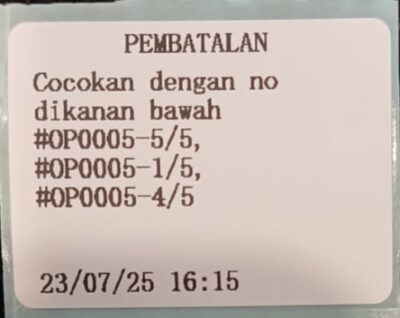 PEMBATALAN
Cocokan dengan no
dikanan bawah
#OP0005-5/5,
#OP0005-1/5,
#OP0005-4/5
23/07/25 16:15